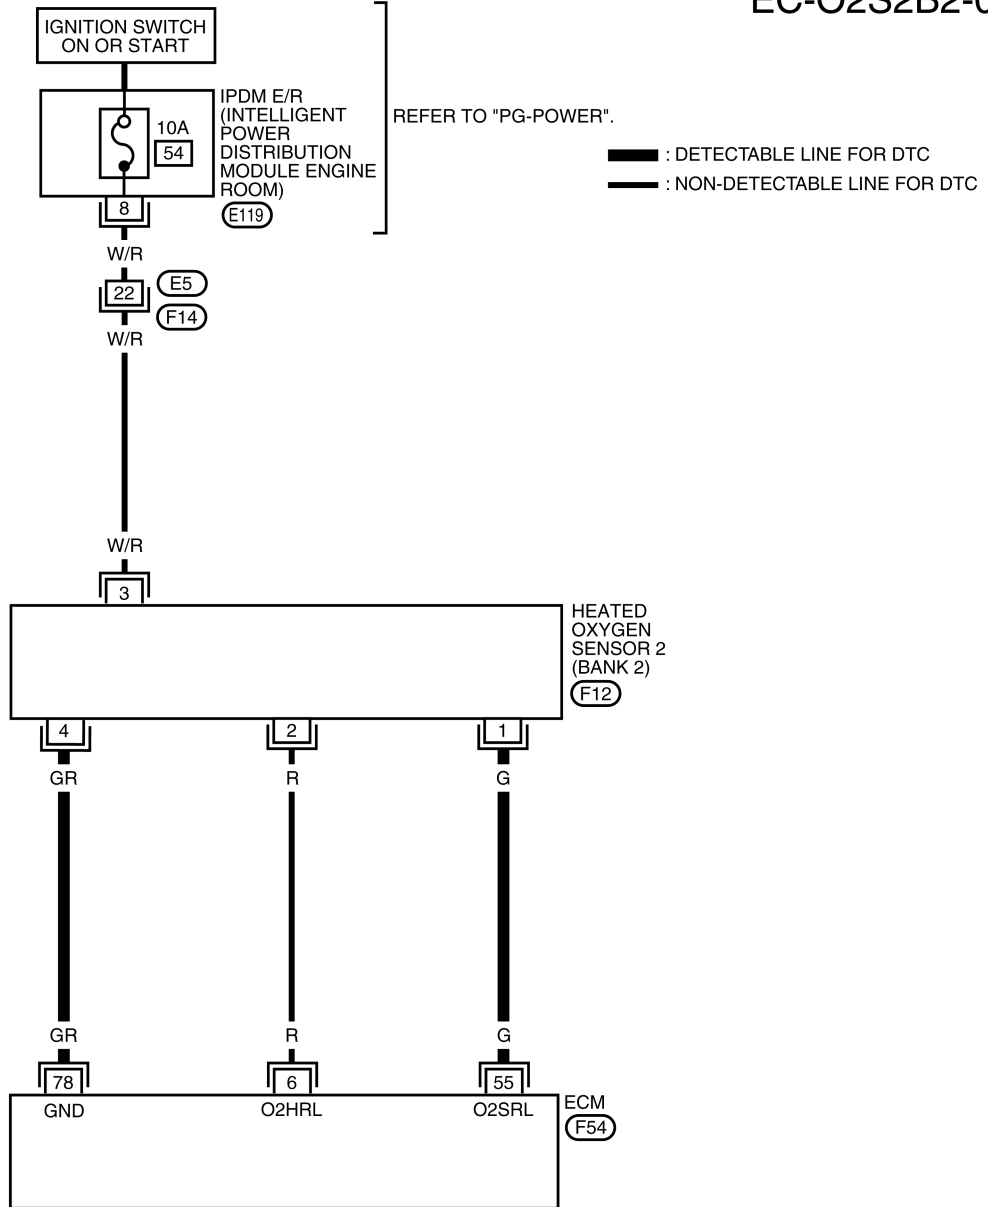 EC-O2S2B2-0
IGNITION SWITCH
ON OR START
IPDM E/R
(INTELLIGENT
POWER
DISTRIBUTION
MODULE ENGINE
ROOM)
E119
10A
54
8
REFER TO "PG-POWER".
: DETECTABLE LINE FOR DTC
: NON-DETECTABLE LINE FOR DTC
W/R
22
E5
F14
W/R
W/R
3
HEATED
OXYGEN
SENSOR 2
(BANK 2)
F12
4 2 1
GR R G
GR R G
78 6 55
GND O2HRL O2SRL
ECM
F54